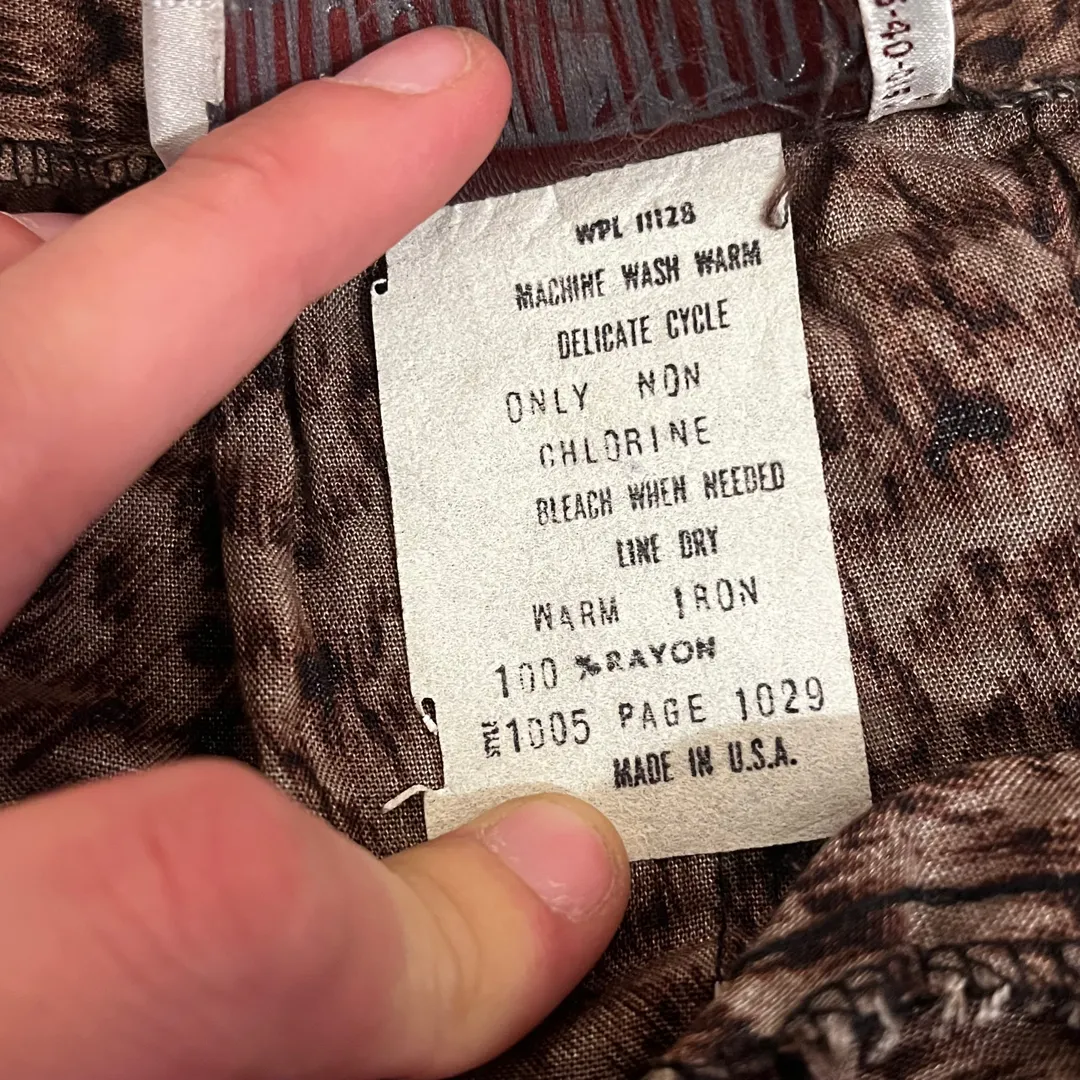 WPL 11128
MACHINE WASH WARM
DELICATE CYCLE
ONLY NON
CHLORINE
BLEACH WHEN NEEDED
LINE DRY
WARM IRON
100 % RAYON
STYLE 1005 PAGE 1029
MADE IN U.S.A.